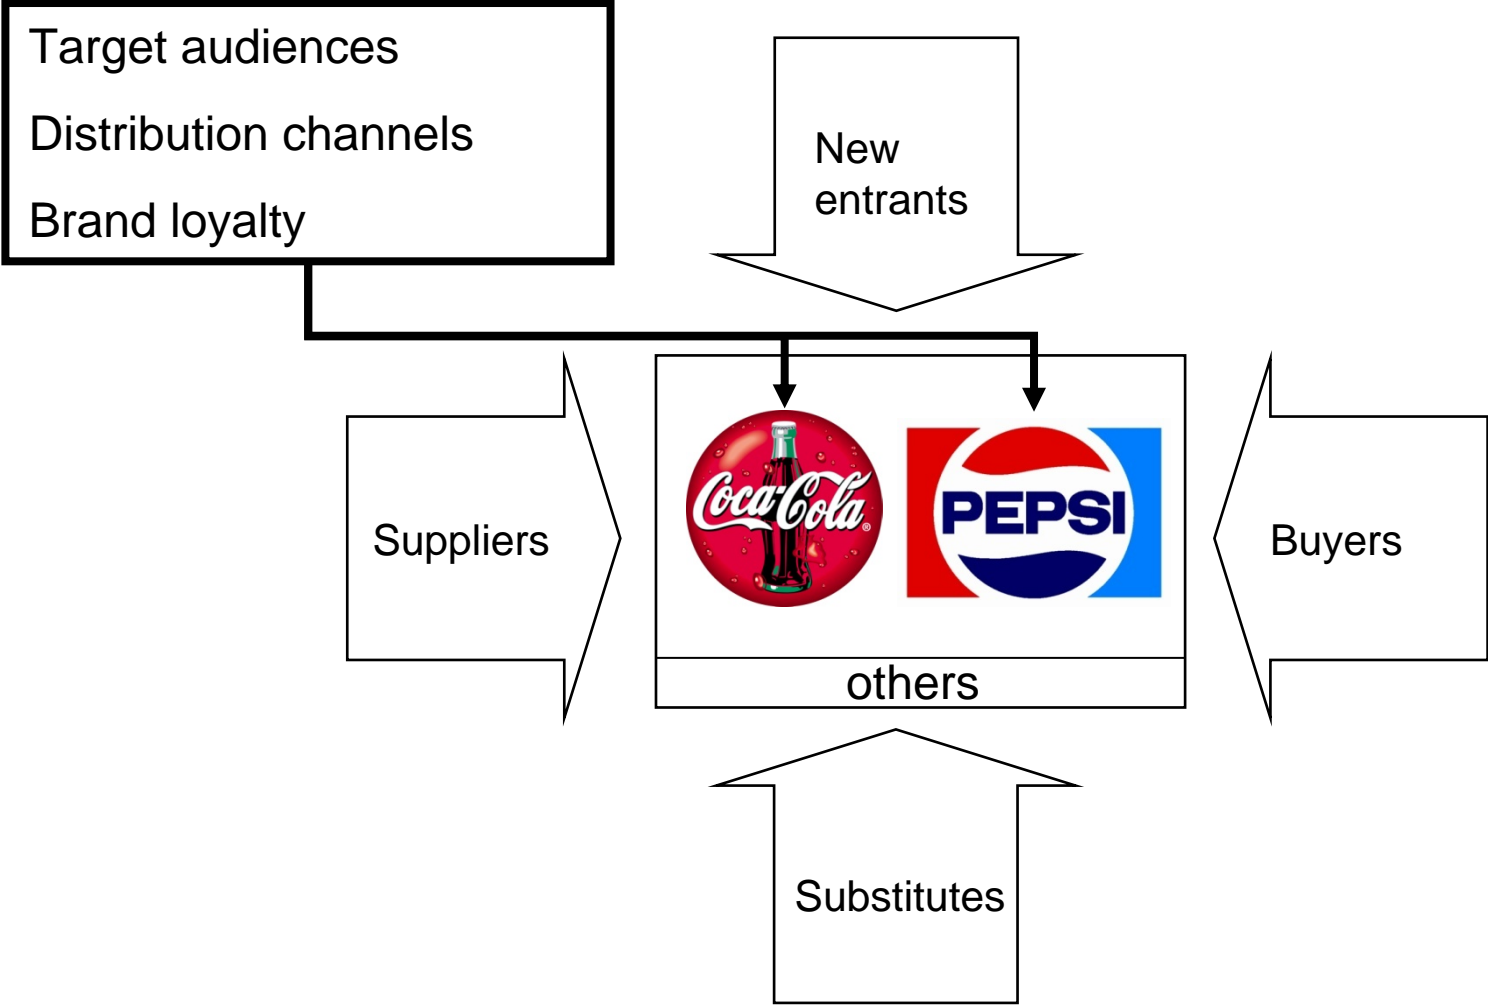 Target audiences
Distribution channels
Brand loyalty
New
entrants
Suppliers
Coca-Cola
®
PEPSI
Buyers
others
Substitutes